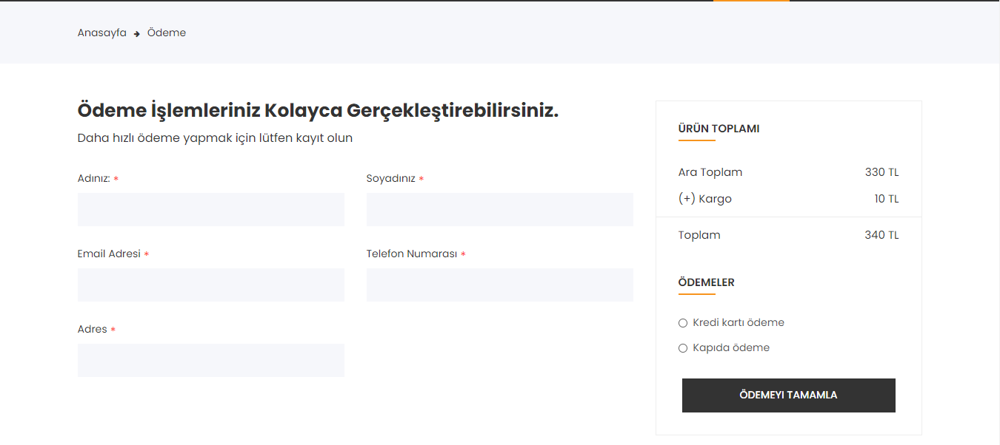 Anasayfa → Ödeme
Ödeme İşlemleriniz Kolayca Gerçekleştirebilirsiniz.
Daha hızlı ödeme yapmak için lütfen kayıt olun
Adınız: *
Soyadınız *
Email Adresi *
Telefon Numarası *
Adres *
ÜRÜN TOPLAMI
Ara Toplam 330 TL
(+) Kargo 10 TL
Toplam 340 TL
ÖDEMELER
Kredi kartı ödeme
Kapıda ödeme
ÖDEMEYI TAMAMLA